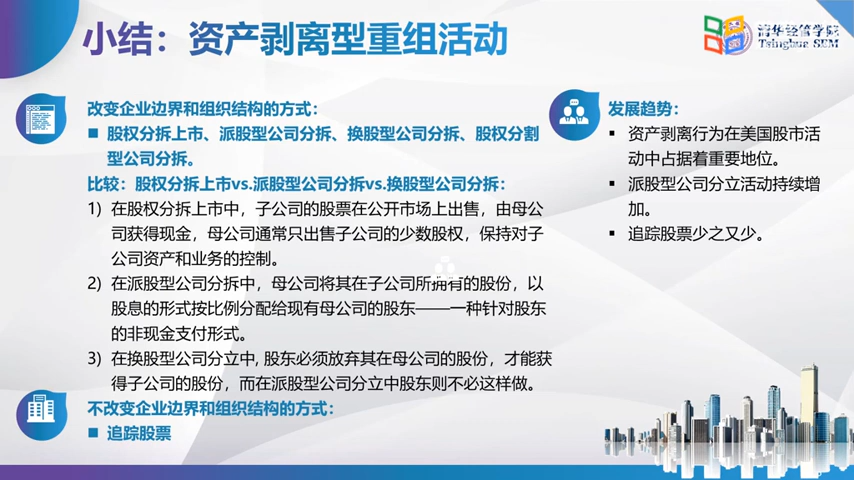 小结：资产剥离型重组活动
清华经管学院
Tsinghua SEM
改变企业边界和组织结构的方式：
■ 股权分拆上市、派股型公司分拆、换股型公司分拆、股权分割
型公司分拆。
比较：股权分拆上市vs.派股型公司分拆vs.换股型公司分拆：
1) 在股权分拆上市中，子公司的股票在公开市场上出售，由母公
司获得现金，母公司通常只出售子公司的少数股权，保持对子
公司资产和业务的控制。
2) 在派股型公司分拆中，母公司将其在子公司所拥有的股份，以
股息的形式按比例分配给现有母公司的股东——一种针对股东
的非现金支付形式。
3) 在换股型公司分立中, 股东必须放弃其在母公司的股份，才能获
得子公司的股份，而在派股型公司分立中股东则不必这样做。
不改变企业边界和组织结构的方式：
■ 追踪股票
发展趋势：
▪ 资产剥离行为在美国股市活
动中占据着重要地位。
▪ 派股型公司分立活动持续增
加。
▪ 追踪股票少之又少。